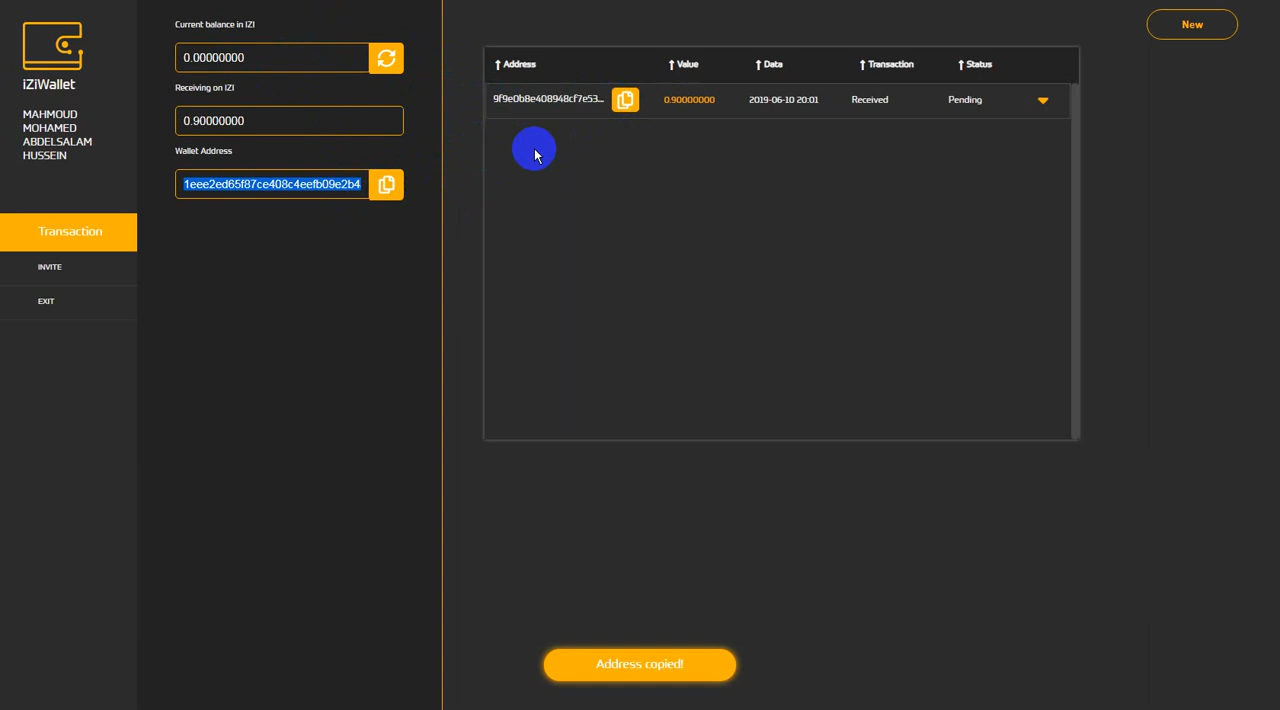 iZiWallet
MAHMOUD
MOHAMED
ABDELSALAM
HUSSEIN
Transaction
INVITE
EXIT
Current balance in IZI
0.00000000
Receiving on IZI
0.90000000
Wallet Address
1eee2ed65f87ce408c4eefb09e2b4
New
Address Value Data Transaction Status
9f9e0b8e408948cf7e53... 0.90000000 2019-06-10 20:01 Received Pending
Address copied!